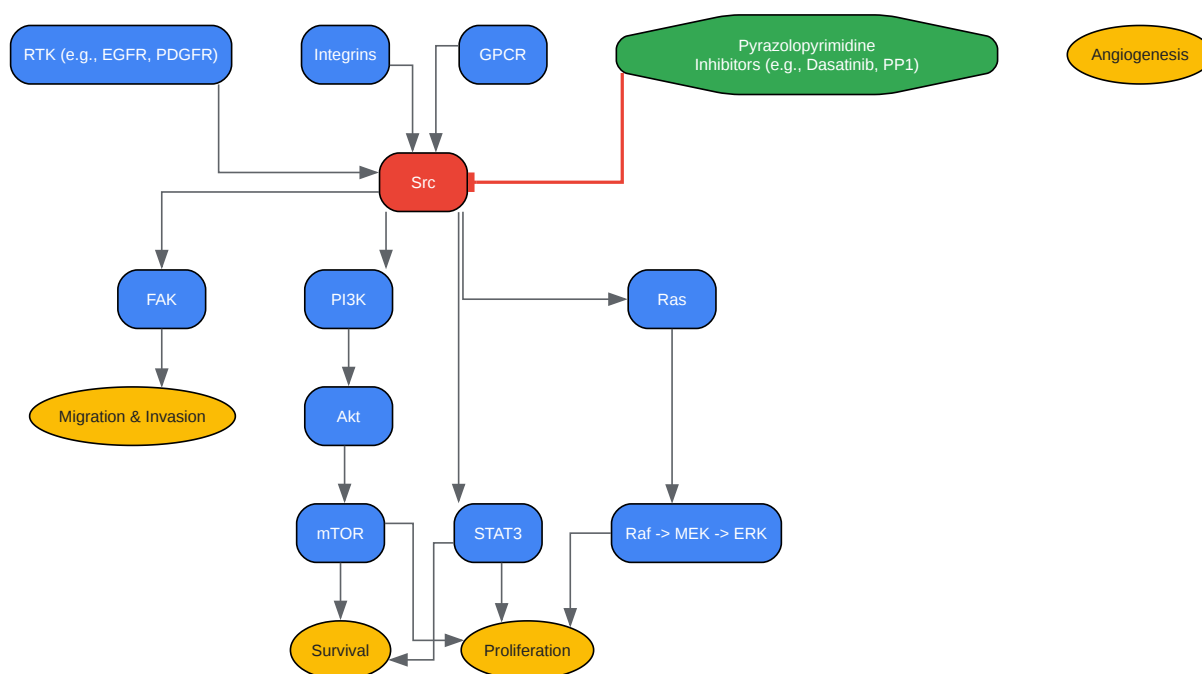 RTK (e.g., EGFR, PDGFR)
Integrins
GPCR
Pyrazolopyrimidine
Inhibitors (e.g., Dasatinib, PP1)
Angiogenesis
Src
FAK
PI3K
Ras
Migration & Invasion
Akt
mTOR
STAT3
Raf -> MEK -> ERK
Survival
Proliferation